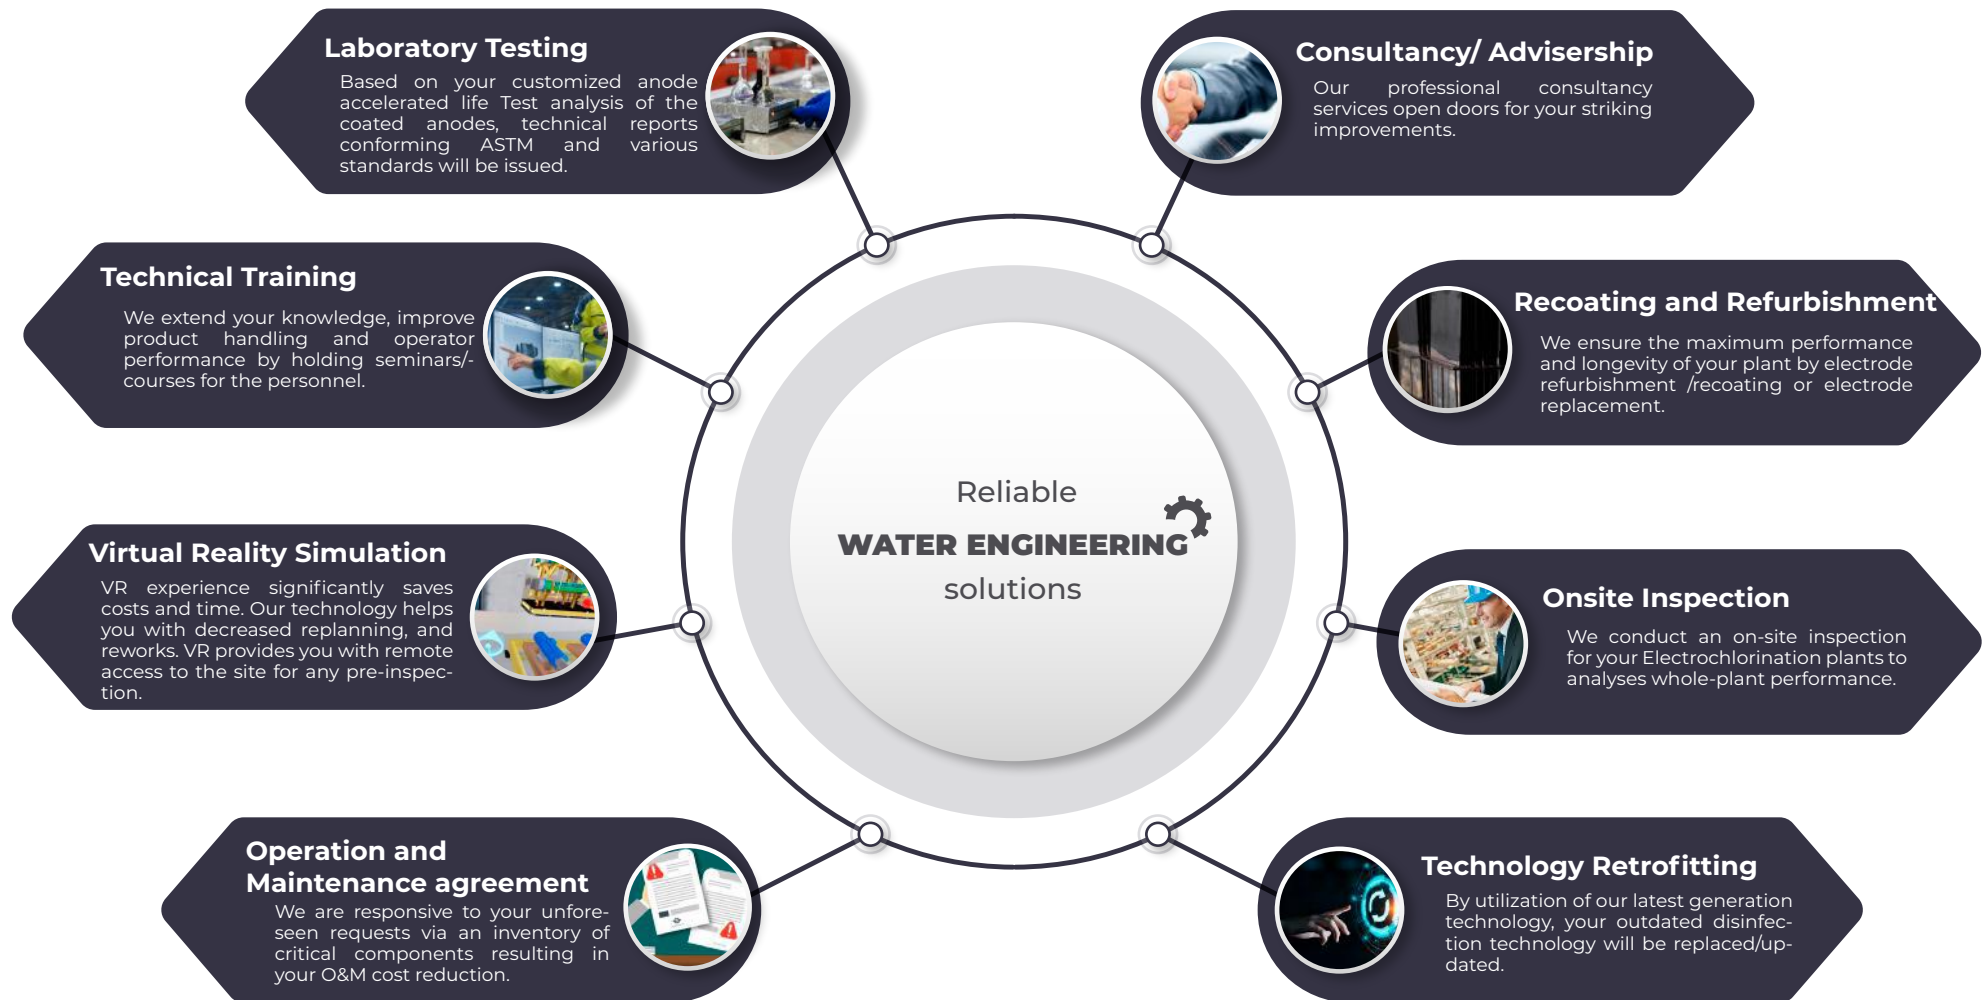 Laboratory Testing
Based on your customized anode
accelerated life Test analysis of the
coated anodes, technical reports
conforming ASTM and various
standards will be issued.
Consultancy/ Advisership
Our professional consultancy
services open doors for your striking
improvements.
Technical Training
We extend your knowledge, improve
product handling and operator
performance by holding seminars/-
courses for the personnel.
Recoating and Refurbishment
We ensure the maximum performance
and longevity of your plant by electrode
refurbishment /recoating or electrode
replacement.
Reliable
WATER ENGINEERING
solutions
Virtual Reality Simulation
VR experience significantly saves
costs and time. Our technology helps
you with decreased replanning, and
reworks. VR provides you with remote
access to the site for any pre-inspec-
tion.
Onsite Inspection
We conduct an on-site inspection
for your Electrochlorination plants to
analyses whole-plant performance.
Operation and
Maintenance agreement
We are responsive to your unfore-
seen requests via an inventory of
critical components resulting in
your O&M cost reduction.
Technology Retrofitting
By utilization of our latest generation
technology, your outdated disinfec-
tion technology will be replaced/up-
dated.